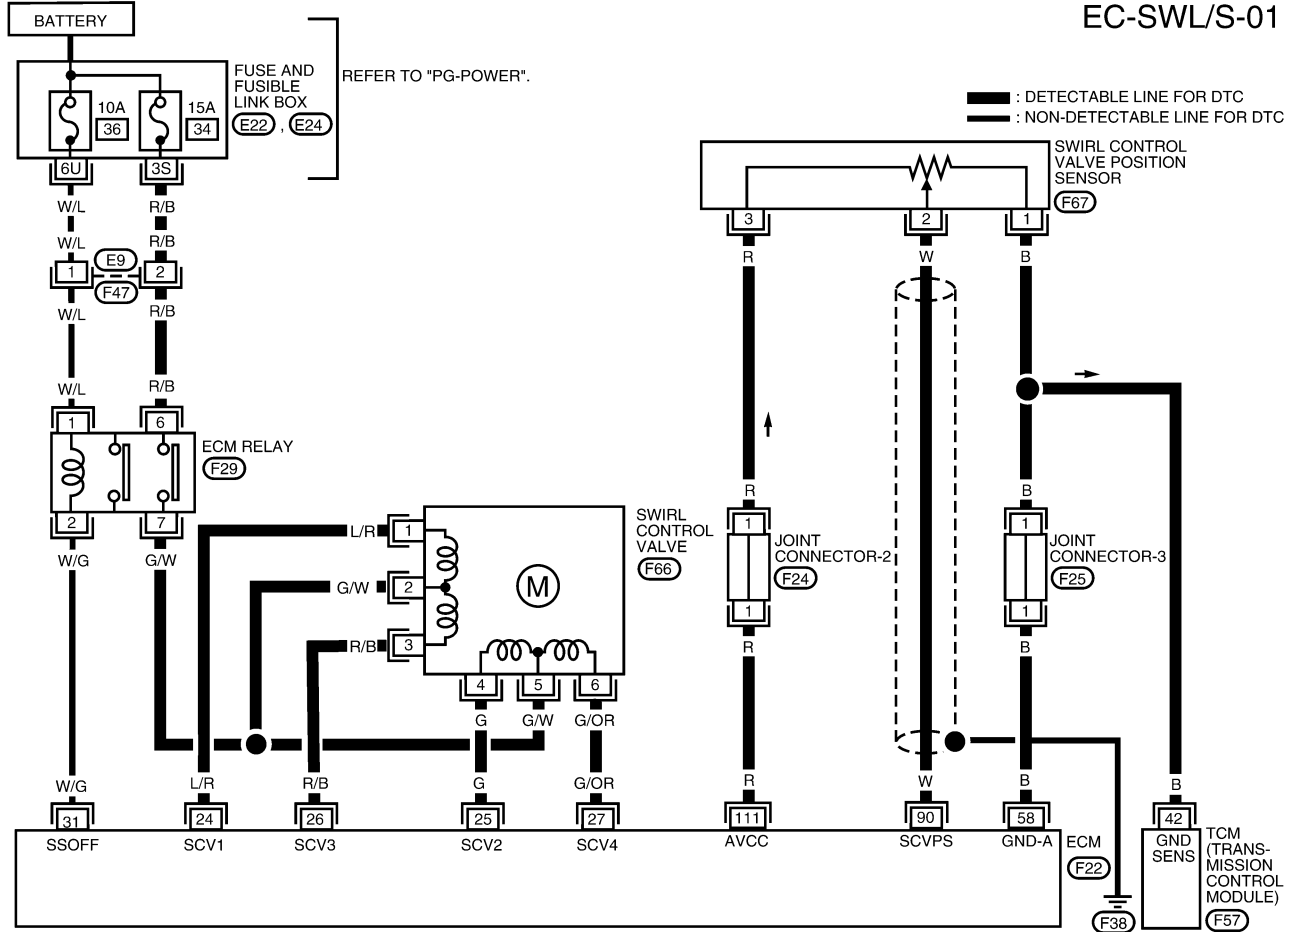 EC-SWL/S-01
BATTERY
FUSE AND
FUSIBLE
LINK BOX
E22 , E24
REFER TO "PG-POWER".
10A
36
15A
34
6U
3S
: DETECTABLE LINE FOR DTC
: NON-DETECTABLE LINE FOR DTC
SWIRL CONTROL
VALVE POSITION
SENSOR
F67
3
2
1
W/L
R/B
R
W
B
W/L
R/B
1
E9
2
F47
W/L
R/B
W/L
R/B
1
6
ECM RELAY
F29
2
7
W/G
G/W
L/R
1
G/W
2
R/B
3
M
SWIRL
CONTROL
VALVE
F66
4
5
6
G
G/W
G/OR
R
B
1
1
JOINT
CONNECTOR-2
F24
JOINT
CONNECTOR-3
F25
1
1
R
B
W/G
L/R
R/B
G
G/OR
R
W
B
B
31
24
26
25
27
111
90
58
42
SSOFF
SCV1
SCV3
SCV2
SCV4
AVCC
SCVPS
GND-A
ECM
F22
F38
GND
SENS
TCM
(TRANS-
MISSION
CONTROL
MODULE)
F57